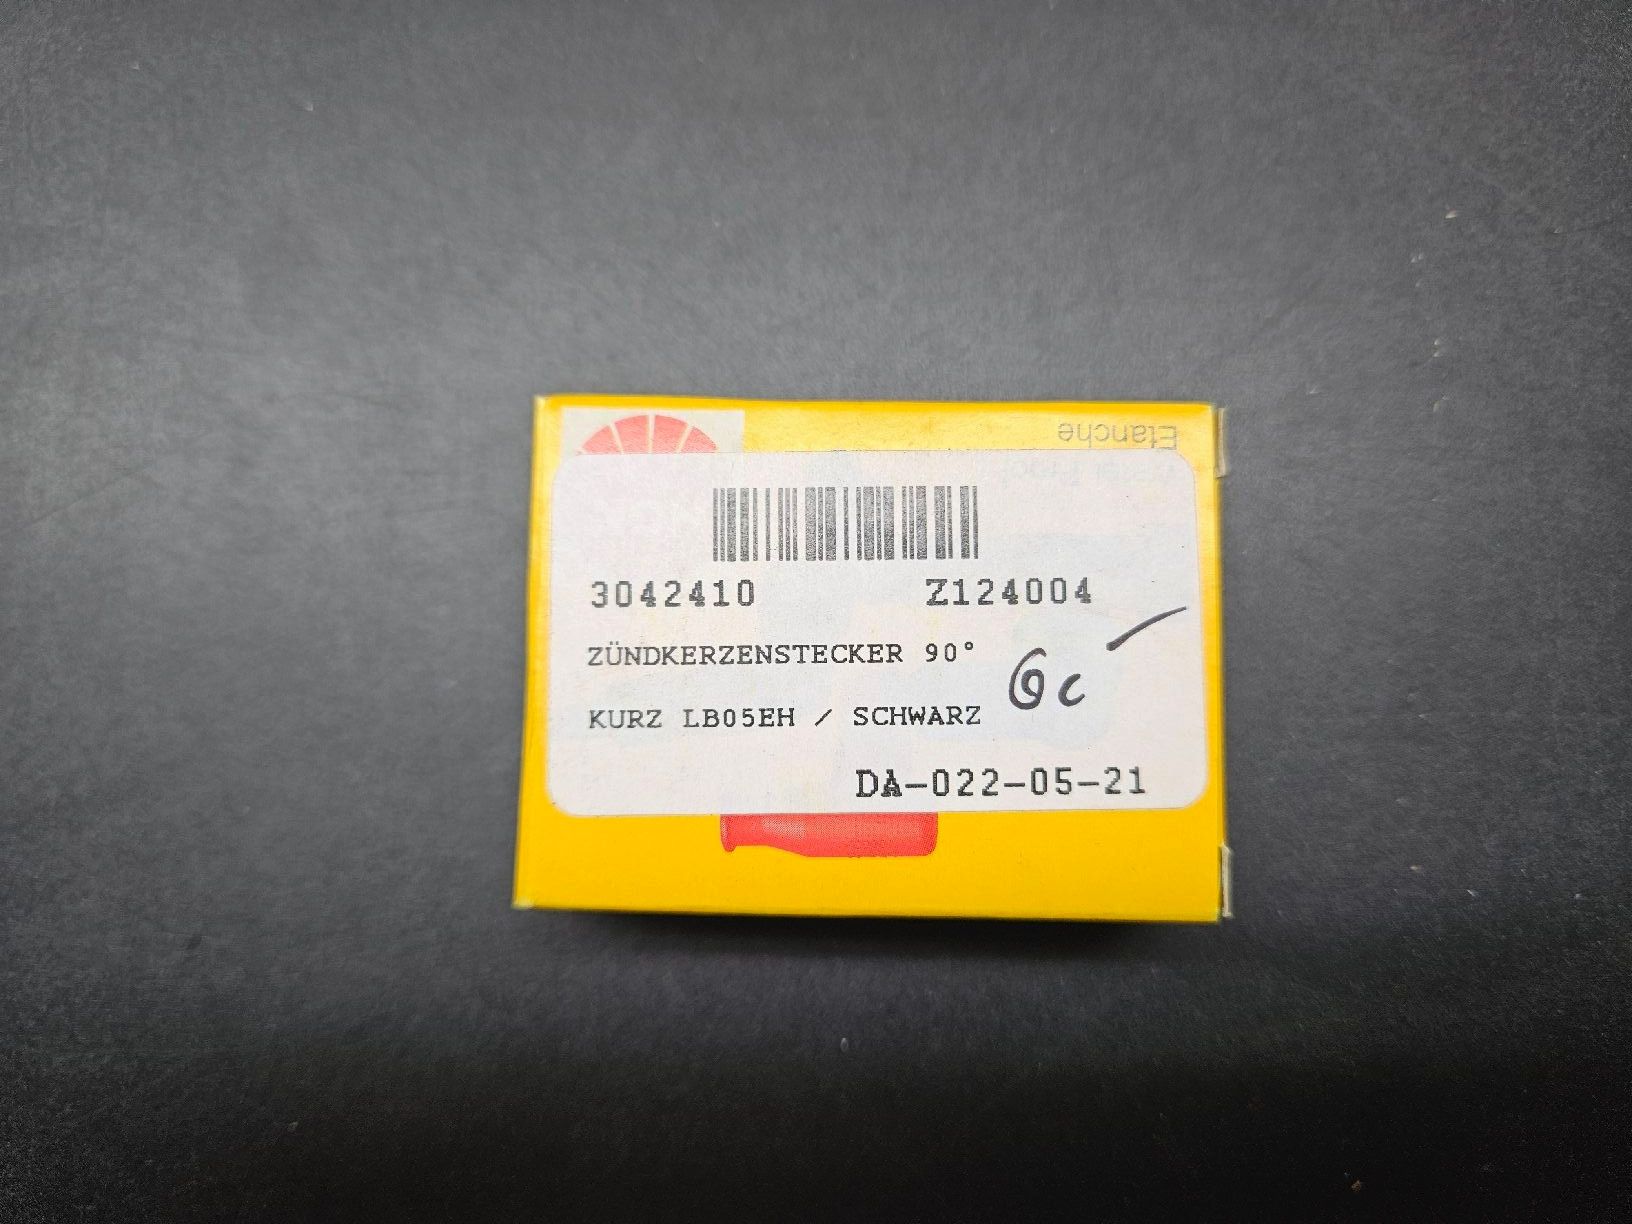 Etanche
3042410 Z124004
ZÜNDKERZENSTECKER 90°
KURZ LB05EH / SCHWARZ
DA-022-05-21